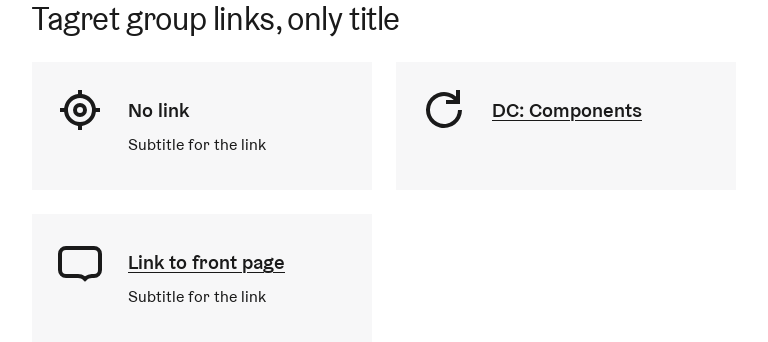 Tagret group links, only title
No link
Subtitle for the link
DC: Components
Link to front page
Subtitle for the link